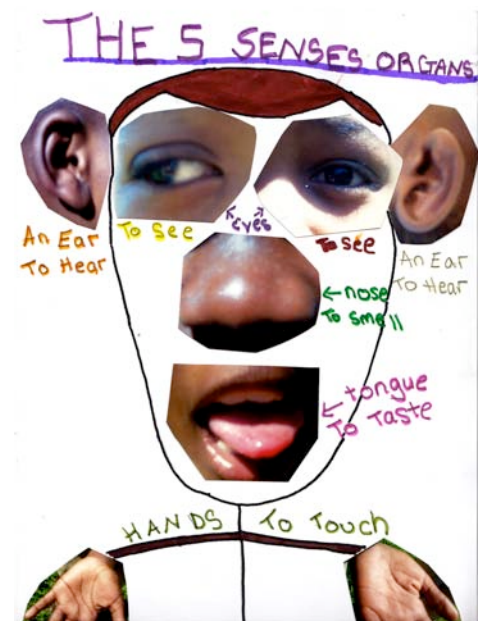 THE 5 SENSES ORGANS
An Ear
To Hear
To See
Eyes
To see
An Ear
To Hear
nose
To smell
tongue
To Taste
HANDS To Touch